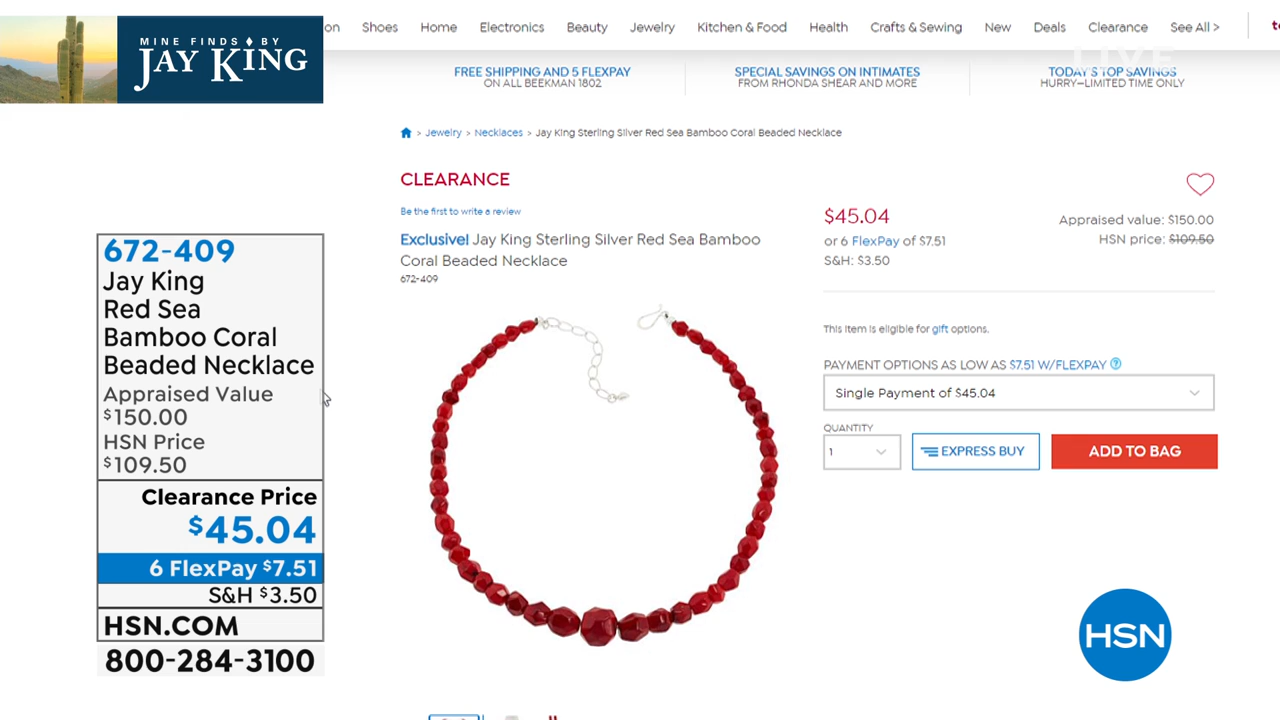 MINE FINDS BY
JAY KING
on Shoes Home Electronics Beauty Jewelry Kitchen & Food Health Crafts & Sewing New Deals Clearance See All >
LIVE
FREE SHIPPING AND 5 FLEXPAY
ON ALL BEEKMAN 1802
SPECIAL SAVINGS ON INTIMATES
FROM RHONDA SHEAR AND MORE
TODAY'S TOP SAVINGS
HURRY—LIMITED TIME ONLY
> Jewelry > Necklaces > Jay King Sterling Silver Red Sea Bamboo Coral Beaded Necklace
CLEARANCE
Be the first to write a review
Exclusive! Jay King Sterling Silver Red Sea Bamboo
Coral Beaded Necklace
672-409
$45.04
or 6 FlexPay of $7.51
S&H: $3.50
Appraised value: $150.00
HSN price: $109.50
This item is eligible for gift options.
PAYMENT OPTIONS AS LOW AS $7.51 W/FLEXPAY ?
Single Payment of $45.04
QUANTITY
1
EXPRESS BUY
ADD TO BAG
672-409
Jay King
Red Sea
Bamboo Coral
Beaded Necklace
Appraised Value
$150.00
HSN Price
$109.50
Clearance Price
$45.04
6 FlexPay $7.51
S&H $3.50
HSN.COM
800-284-3100
HSN